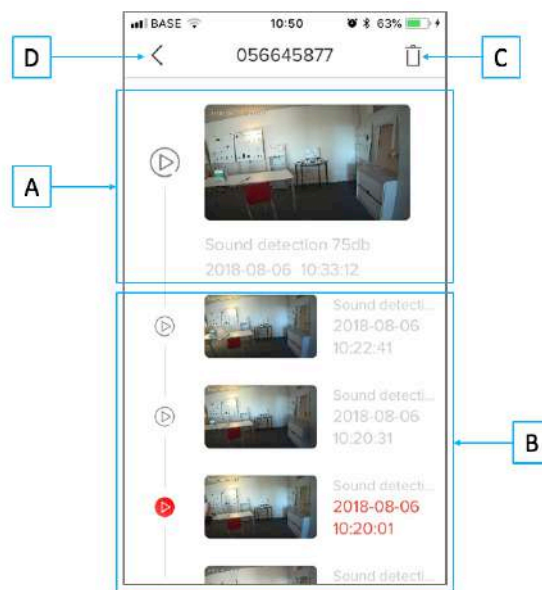 BASE 10:50 63%
D 056645877 C
A
Sound detection 75db
2018-08-06 10:33:12
Sound detecti...
2018-08-06
10:22:41
Sound detecti...
2018-08-06
10:20:31
B
Sound detecti...
2018-08-06
10:20:01
Sound detecti...